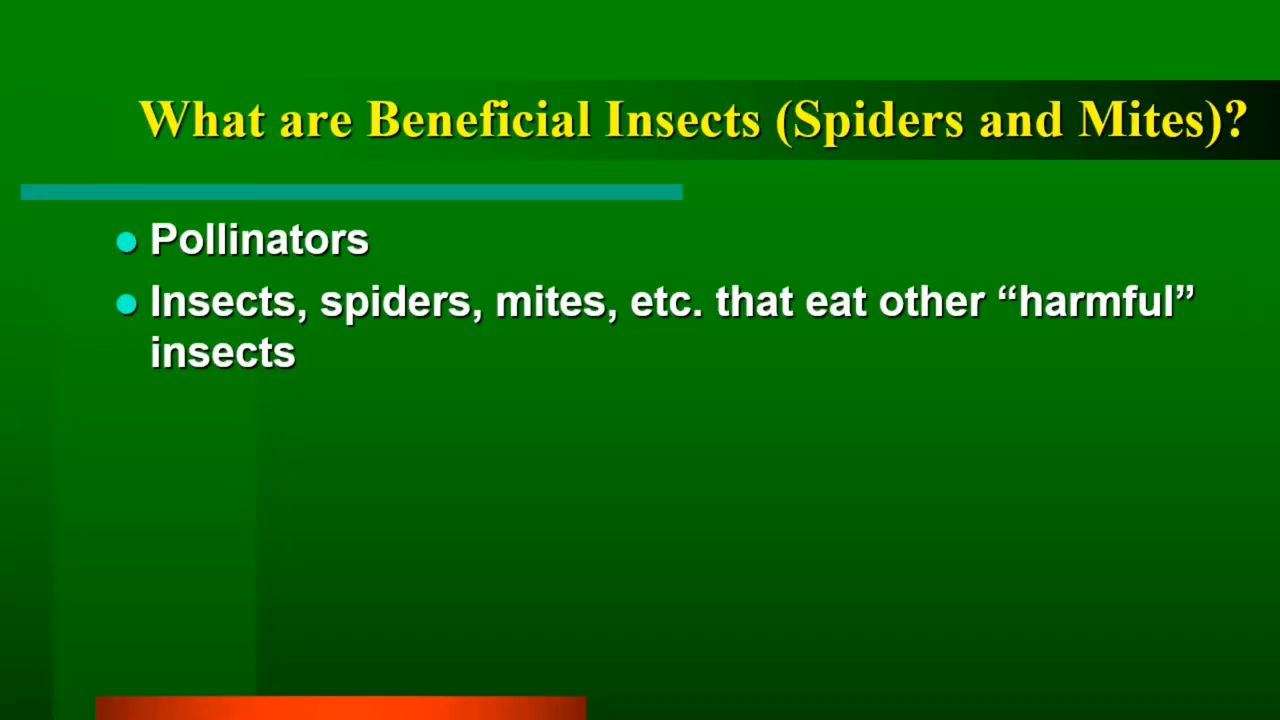 What are Beneficial Insects (Spiders and Mites)?
Pollinators
Insects, spiders, mites, etc. that eat other “harmful”
insects